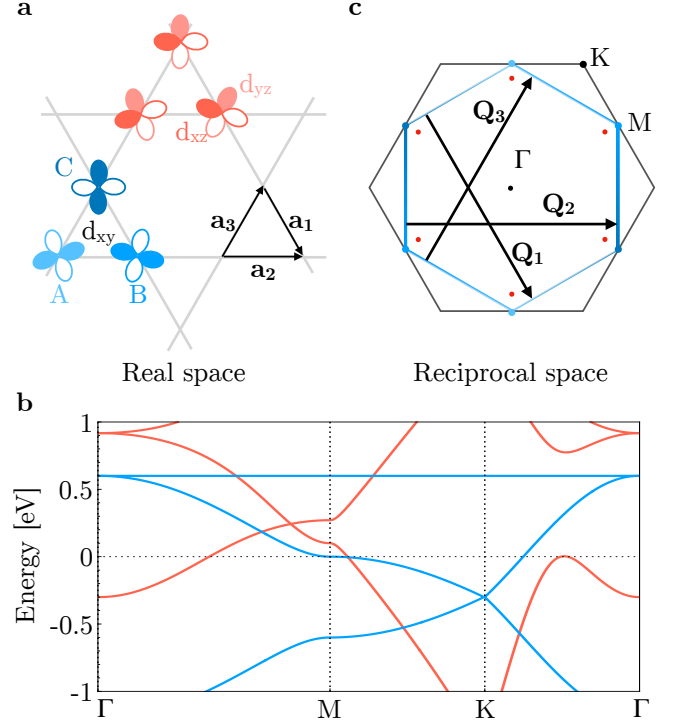 a
d_yz
d_xz
C
d_xy
A
B
a_3
a_1
a_2
Real space
c
K
M
Q_3
Γ
Q_2
Q_1
Reciprocal space
b
Energy [eV]
1
0.5
0
-0.5
-1
Γ
M
K
Γ